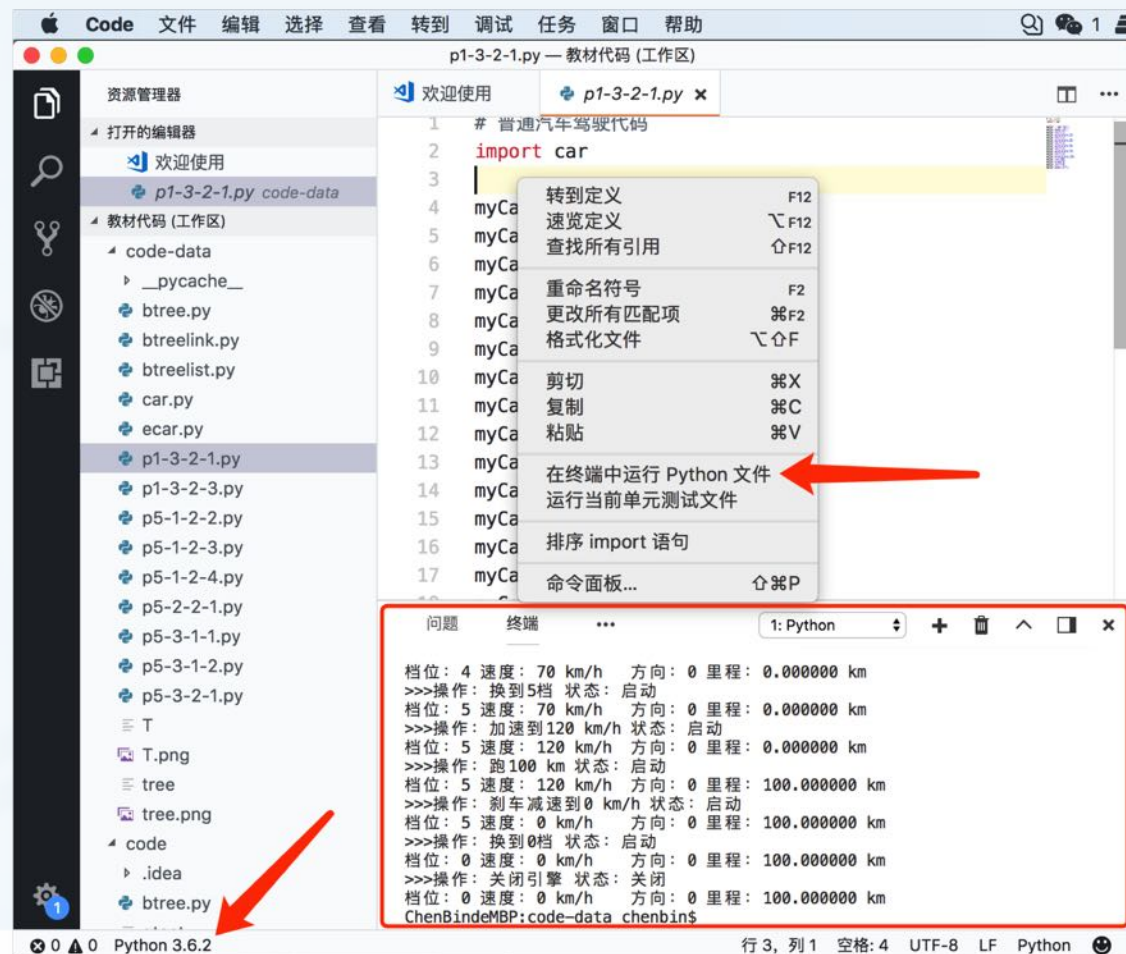 Code 文件 编辑 选择 查看 转到 调试 任务 窗口 帮助 1
p1-3-2-1.py — 教材代码 (工作区)
资源管理器
打开的编辑器
欢迎使用
p1-3-2-1.py code-data
教材代码 (工作区)
code-data
__pycache__
btree.py
btreelink.py
btreelist.py
car.py
ecar.py
p1-3-2-1.py
p1-3-2-3.py
p5-1-2-2.py
p5-1-2-3.py
p5-1-2-4.py
p5-2-2-1.py
p5-3-1-1.py
p5-3-1-2.py
p5-3-2-1.py
T
T.png
tree
tree.png
code
.idea
btree.py
1
欢迎使用 p1-3-2-1.py
1 # 普通汽车驾驶代码
2 import car
3
4 myCa
5 myCa
6 myCa
7 myCa
8 myCa
9 myCa
10 myCa
11 myCa
12 myCa
13 myCa
14 myCa
15 myCa
16 myCa
17 myCa
转到定义 F12
速览定义 ⌥F12
查找所有引用 ⇧F12
重命名符号 F2
更改所有匹配项 ⌘F2
格式化文件 ⌥⇧F
剪切 ⌘X
复制 ⌘C
粘贴 ⌘V
在终端中运行 Python 文件
运行当前单元测试文件
排序 import 语句
命令面板... ⇧⌘P
问题 终端 ••• 1: Python
档位: 4 速度: 70 km/h 方向: 0 里程: 0.000000 km
>>>操作: 换到5档 状态: 启动
档位: 5 速度: 70 km/h 方向: 0 里程: 0.000000 km
>>>操作: 加速到120 km/h 状态: 启动
档位: 5 速度: 120 km/h 方向: 0 里程: 0.000000 km
>>>操作: 跑100 km 状态: 启动
档位: 5 速度: 120 km/h 方向: 0 里程: 100.000000 km
>>>操作: 刹车减速到0 km/h 状态: 启动
档位: 5 速度: 0 km/h 方向: 0 里程: 100.000000 km
>>>操作: 换到0档 状态: 启动
档位: 0 速度: 0 km/h 方向: 0 里程: 100.000000 km
>>>操作: 关闭引擎 状态: 关闭
档位: 0 速度: 0 km/h 方向: 0 里程: 100.000000 km
ChenBindeMBP:code-data chenbin$
0 0 Python 3.6.2 行 3, 列 1 空格: 4 UTF-8 LF Python